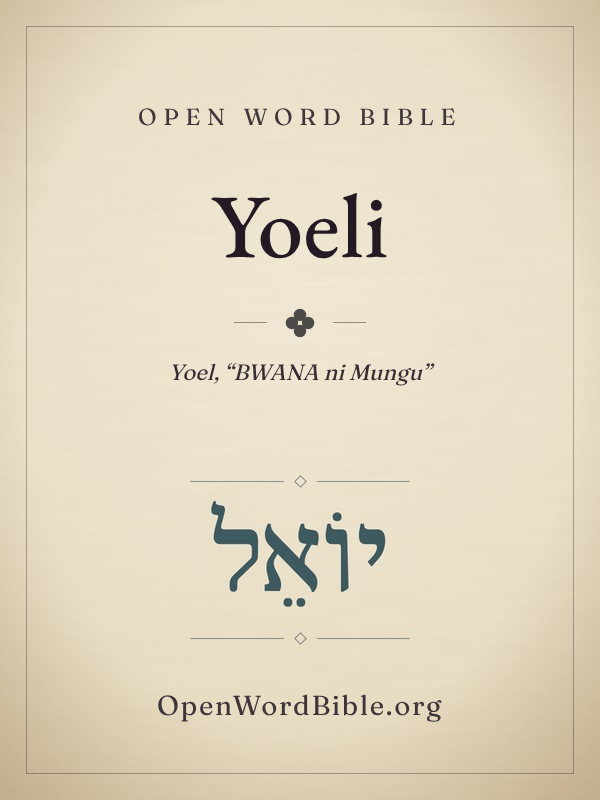 OPEN WORD BIBLE
Yoeli
Yoel, “BWANA ni Mungu”
יוֹאֵל
OpenWordBible.org